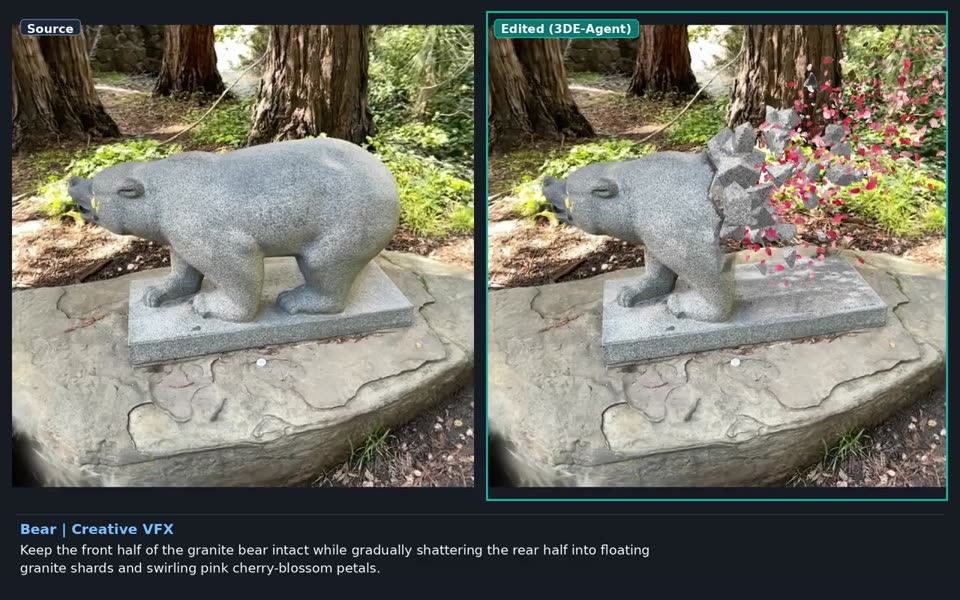 Source
Edited (3DE-Agent)
Bear | Creative VFX
Keep the front half of the granite bear intact while gradually shattering the rear half into floating
granite shards and swirling pink cherry-blossom petals.